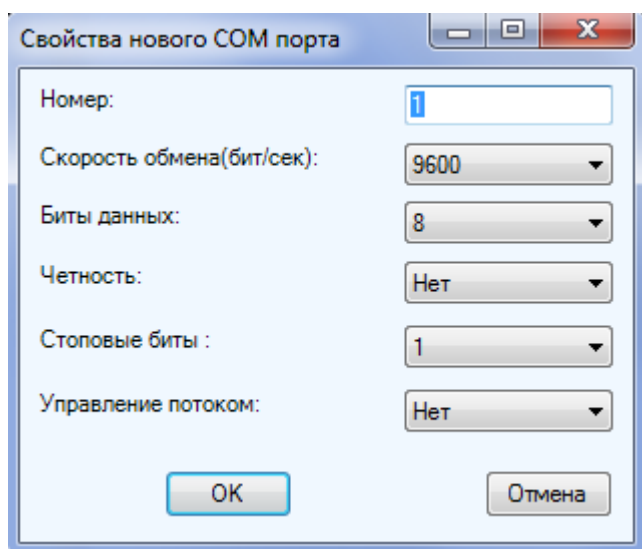 Свойства нового COM порта
Номер: 1
Скорость обмена(бит/сек): 9600
Биты данных: 8
Четность: Нет
Стоповые биты : 1
Управление потоком: Нет
OK Отмена